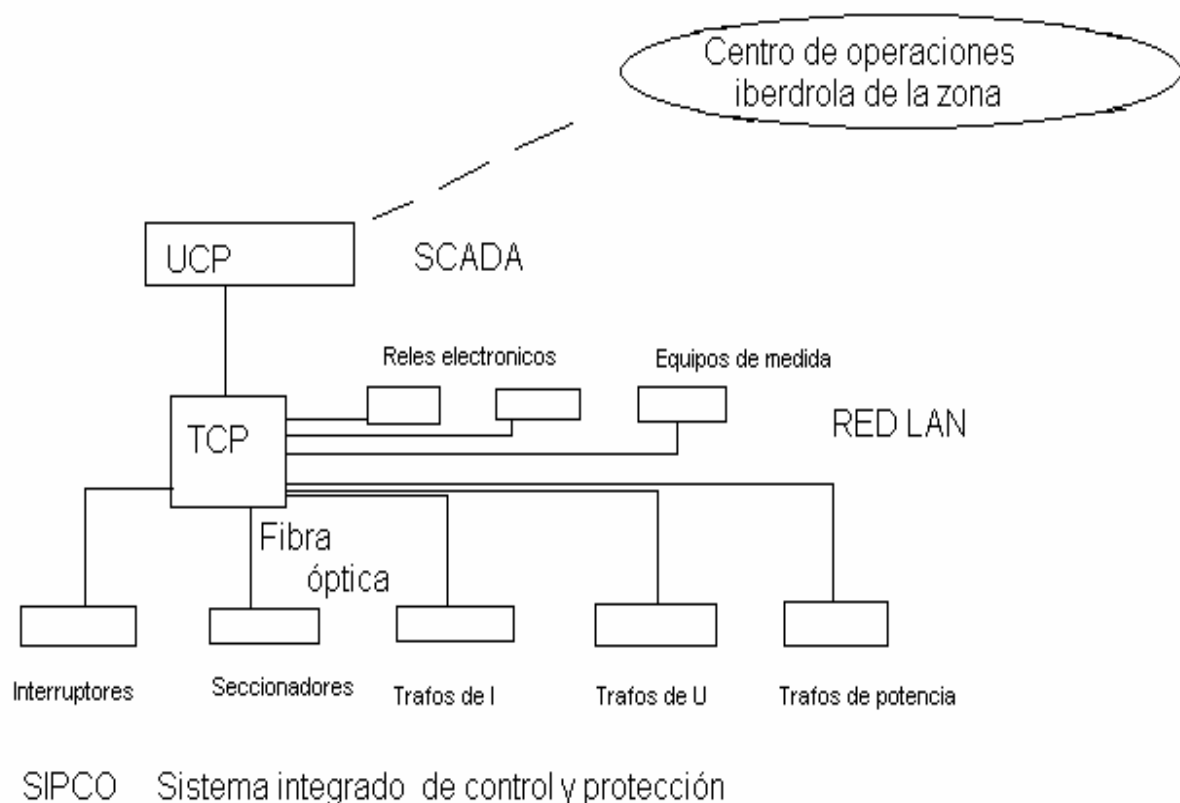 Centro de operaciones
iberdrola de la zona
UCP
SCADA
Reles electronicos
Equipos de medida
TCP
RED LAN
Fibra
óptica
Interruptores
Seccionadores
Trafos de I
Trafos de U
Trafos de potencia
SIPCO Sistema integrado de control y protección